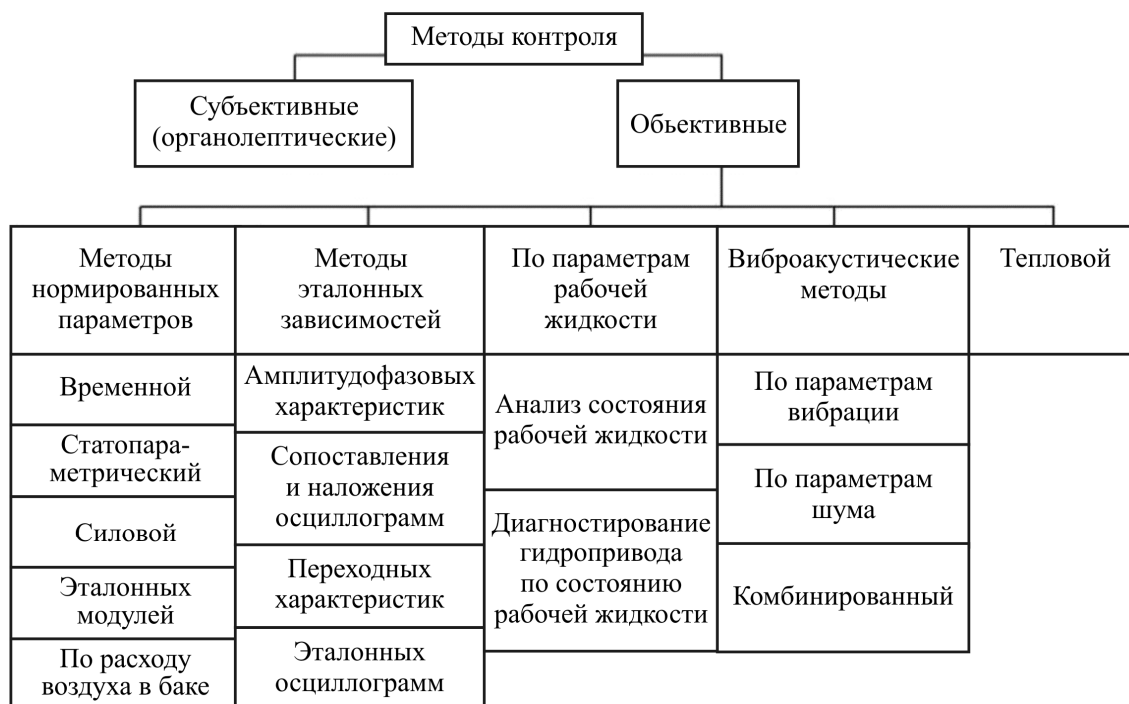 Методы контроля
Субъективные
(органолептические)
Обьективные
Методы
нормированных
параметров
Методы
эталонных
зависимостей
По параметрам
рабочей
жидкости
Виброакустические
методы
Тепловой
Временной
Статопара-
метрический
Силовой
Эталонных
модулей
По расходу
воздуха в баке
Амплитудофазовых
характеристик
Сопоставления
и наложения
осциллограмм
Переходных
характеристик
Эталонных
осциллограмм
Анализ состояния
рабочей жидкости
Диагностирование
гидропривода
по состоянию
рабочей жидкости
По параметрам
вибрации
По параметрам
шума
Комбинированный